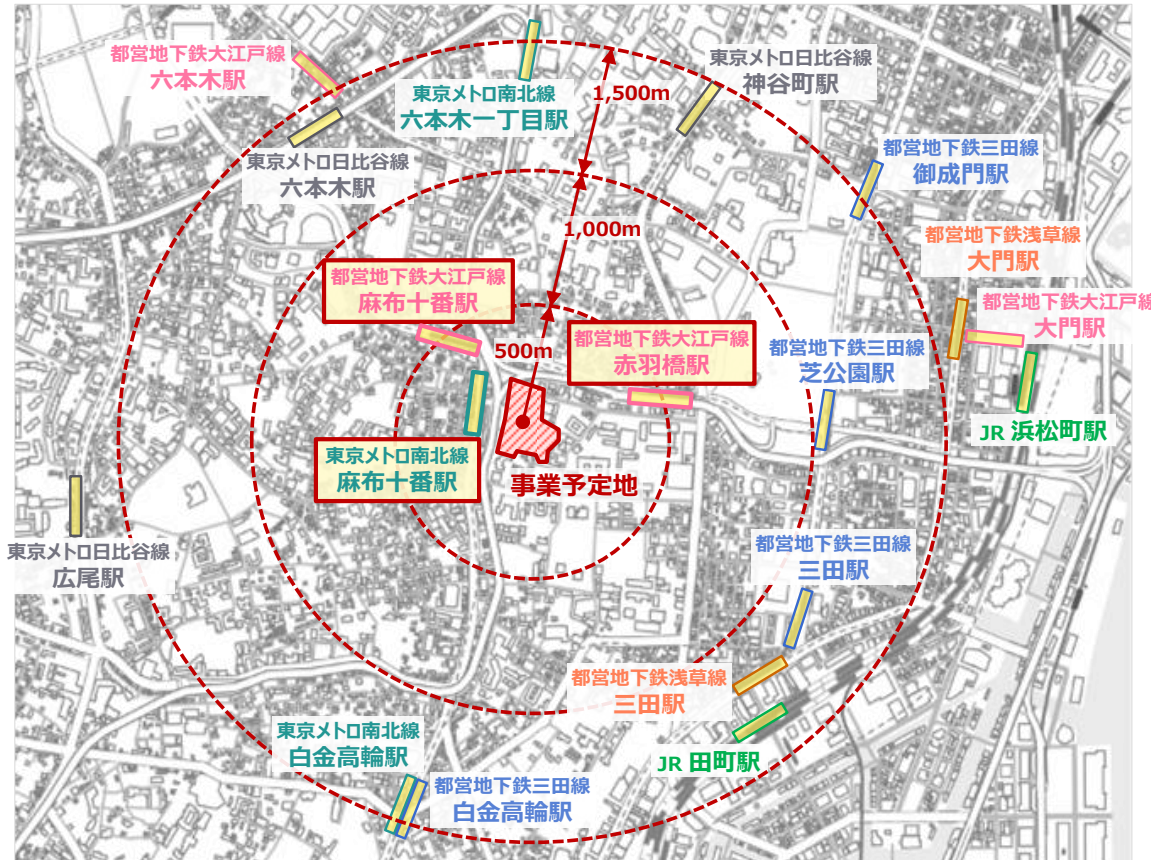 都営地下鉄大江戸線
六本木駅
東京メトロ南北線
六本木一丁目駅
1,500m
東京メトロ日比谷線
神谷町駅
東京メトロ日比谷線
六本木駅
都営地下鉄三田線
御成門駅
1,000m
都営地下鉄浅草線
大門駅
都営地下鉄大江戸線
麻布十番駅
都営地下鉄大江戸線
大門駅
500m
都営地下鉄大江戸線
赤羽橋駅
都営地下鉄三田線
芝公園駅
JR 浜松町駅
東京メトロ南北線
麻布十番駅
事業予定地
東京メトロ日比谷線
広尾駅
都営地下鉄三田線
三田駅
都営地下鉄浅草線
三田駅
東京メトロ南北線
白金高輪駅
JR 田町駅
都営地下鉄三田線
白金高輪駅